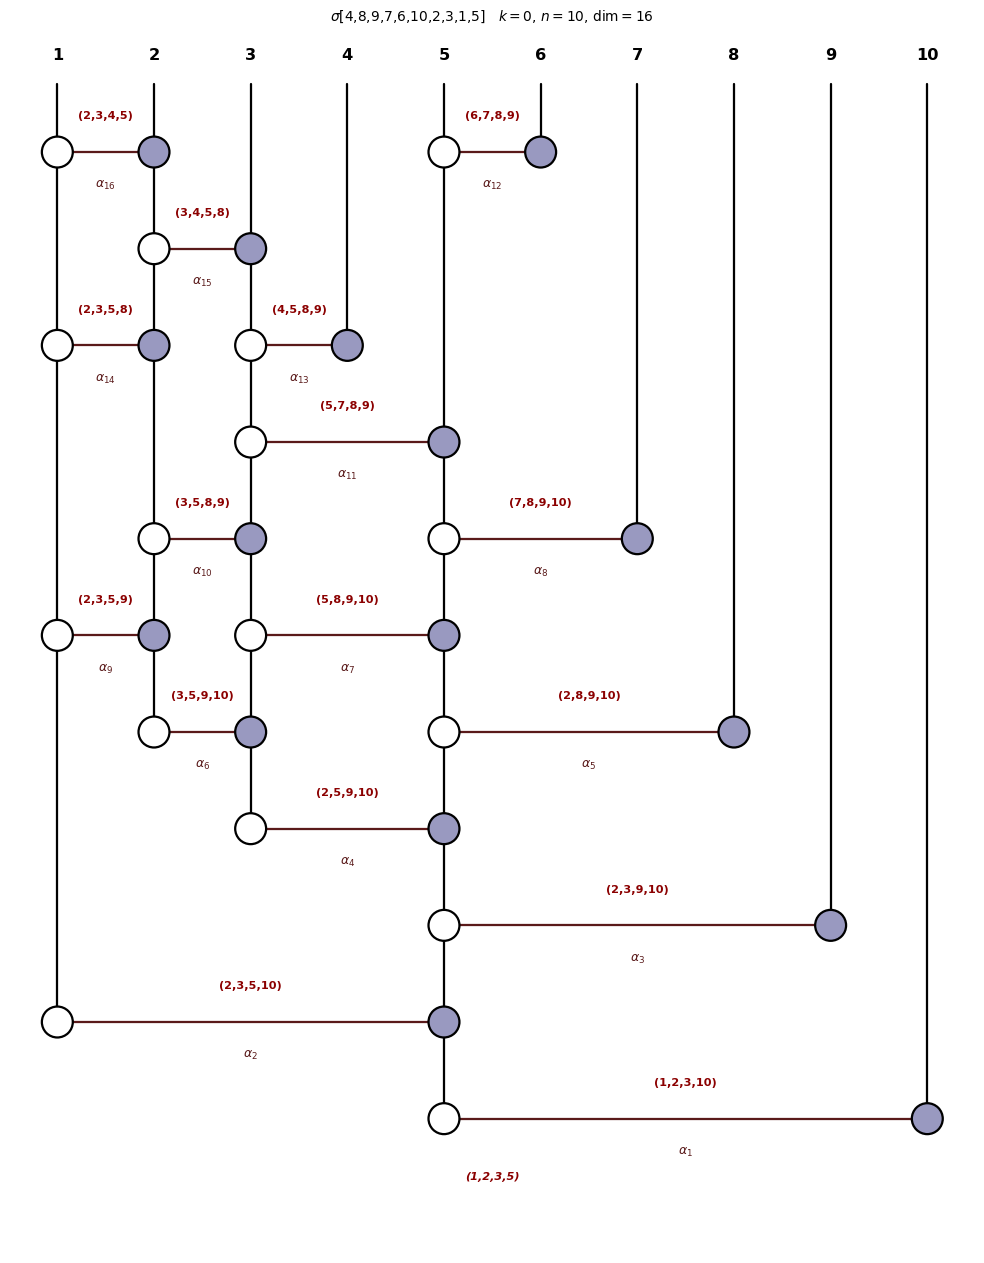 σ[4,8,9,7,6,10,2,3,1,5]   k=0, n=10, dim=16
1 2 3 4 5 6 7 8 9 10
(2,3,4,5) (6,7,8,9)
α₁₆ α₁₂
(3,4,5,8)
α₁₅
(2,3,5,8) (4,5,8,9)
α₁₄ α₁₃
(5,7,8,9)
α₁₁
(3,5,8,9) (7,8,9,10)
α₁₀ α₈
(2,3,5,9) (5,8,9,10)
α₉ α₇
(3,5,9,10) (2,8,9,10)
α₆ α₅
(2,5,9,10)
α₄
(2,3,9,10)
α₃
(2,3,5,10)
α₂
(1,2,3,10)
α₁
(1,2,3,5)